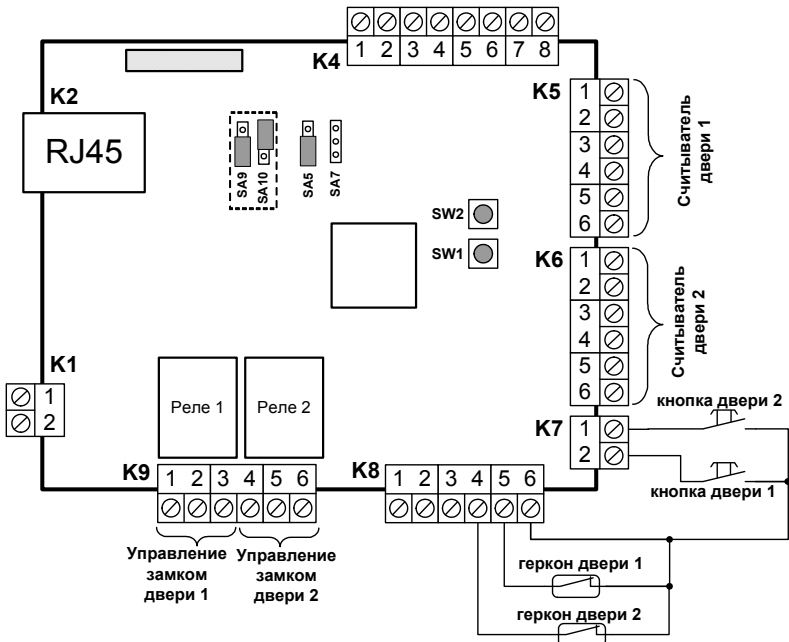 K4
1 2 3 4 5 6 7 8
K2
RJ45
SA9
SA10
SA5
SA7
SW2
SW1
K5
1
2
3
4
5
6
Считыватель
двери 1
K6
1
2
3
4
5
6
Считыватель
двери 2
K1
1
2
Реле 1
Реле 2
K7
1
2
кнопка двери 2
кнопка двери 1
K9
1 2 3 4 5 6
K8
1 2 3 4 5 6
Управление
замком
двери 1
Управление
замком
двери 2
геркон двери 1
геркон двери 2